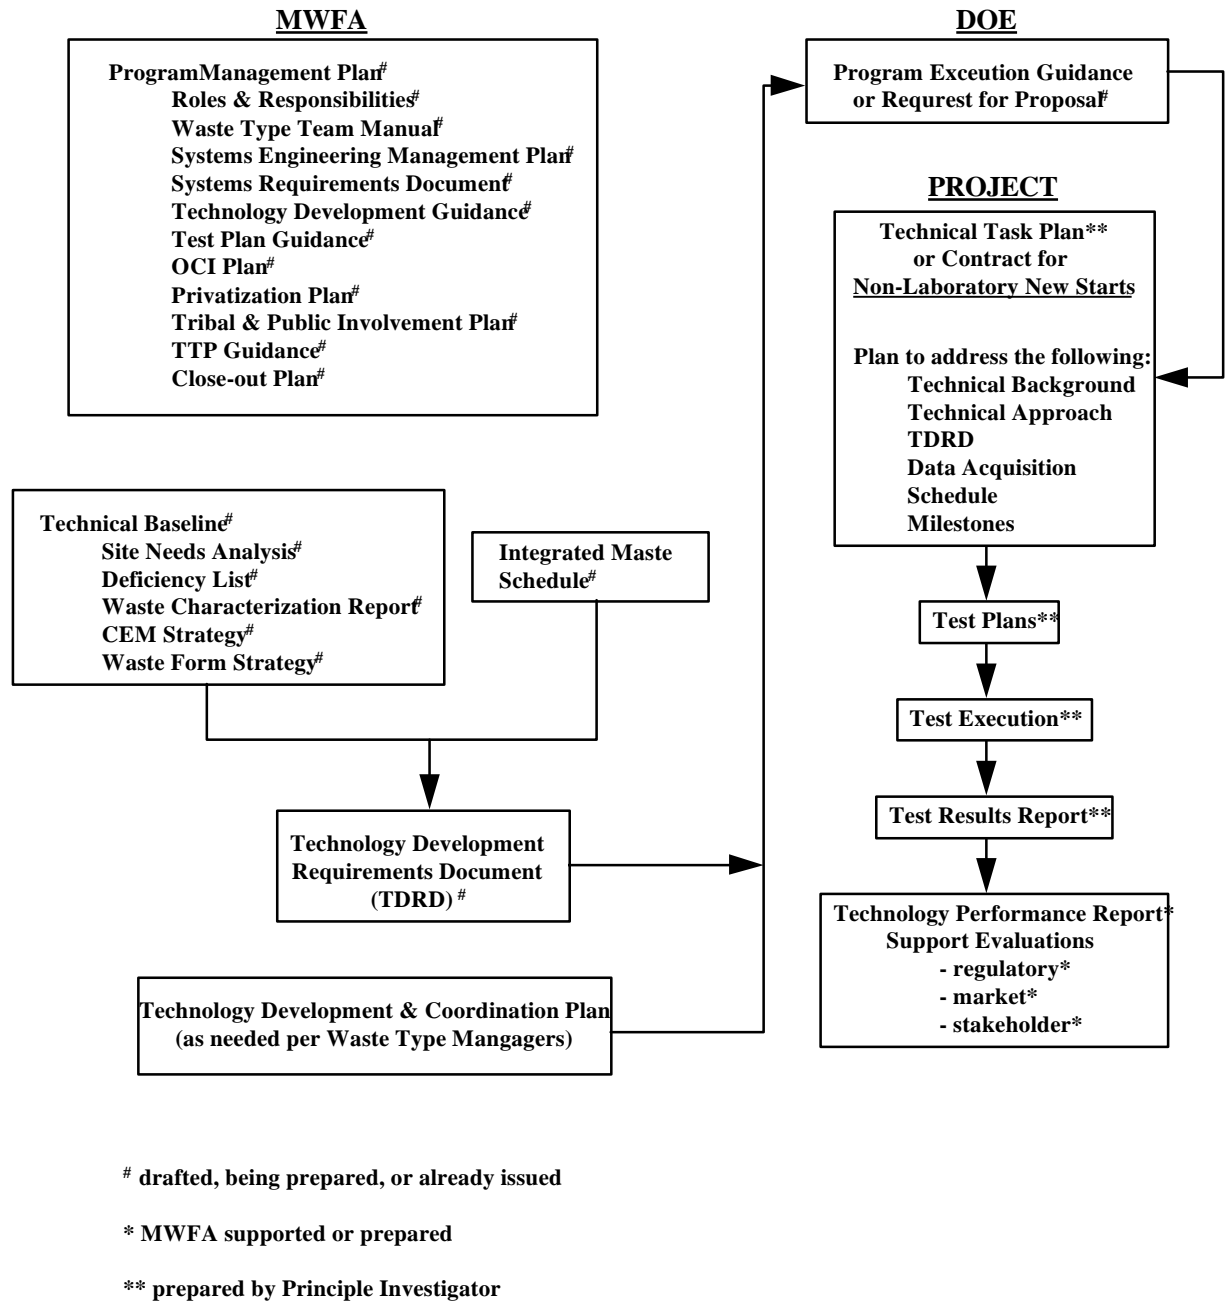 MWFA
ProgramManagement Plan#
Roles & Responsibilities#
Waste Type Team Manual#
Systems Engineering Management Plan#
Systems Requirements Document#
Technology Development Guidance#
Test Plan Guidance#
OCI Plan#
Privatization Plan#
Tribal & Public Involvement Plan#
TTP Guidance#
Close-out Plan#
Technical Baseline#
Site Needs Analysis#
Deficiency List#
Waste Characterization Report#
CEM Strategy#
Waste Form Strategy#
Integrated Maste
Schedule#
Technology Development
Requirements Document
(TDRD) #
Technology Development & Coordination Plan
(as needed per Waste Type Mangagers)
DOE
Program Exceution Guidance
or Requrest for Proposal#
PROJECT
Technical Task Plan**
or Contract for
Non-Laboratory New Starts
Plan to address the following:
Technical Background
Technical Approach
TDRD
Data Acquisition
Schedule
Milestones
Test Plans**
Test Execution**
Test Results Report**
Technology Performance Report*
Support Evaluations
- regulatory*
- market*
- stakeholder*
# drafted, being prepared, or already issued
* MWFA supported or prepared
** prepared by Principle Investigator